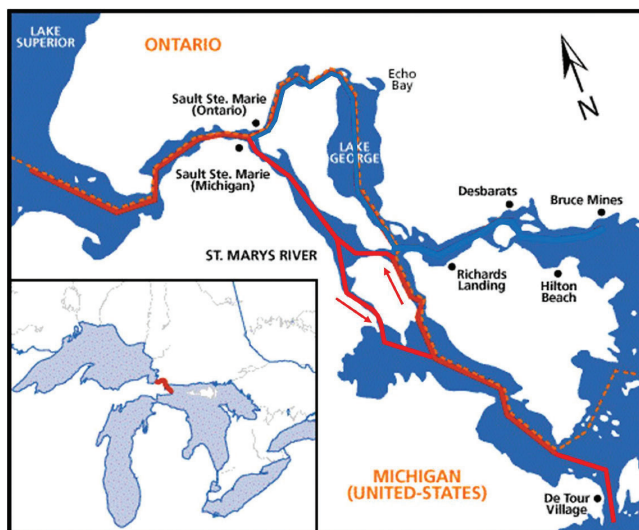 LAKE
SUPERIOR
ONTARIO
Echo
Bay
N
Sault Ste. Marie
(Ontario)
LAKE
GEORGE
Sault Ste. Marie
(Michigan)
Desbarats
Bruce Mines
ST. MARYS RIVER
Richards
Landing
Hilton
Beach
MICHIGAN
(UNITED-STATES)
De Tour
Village